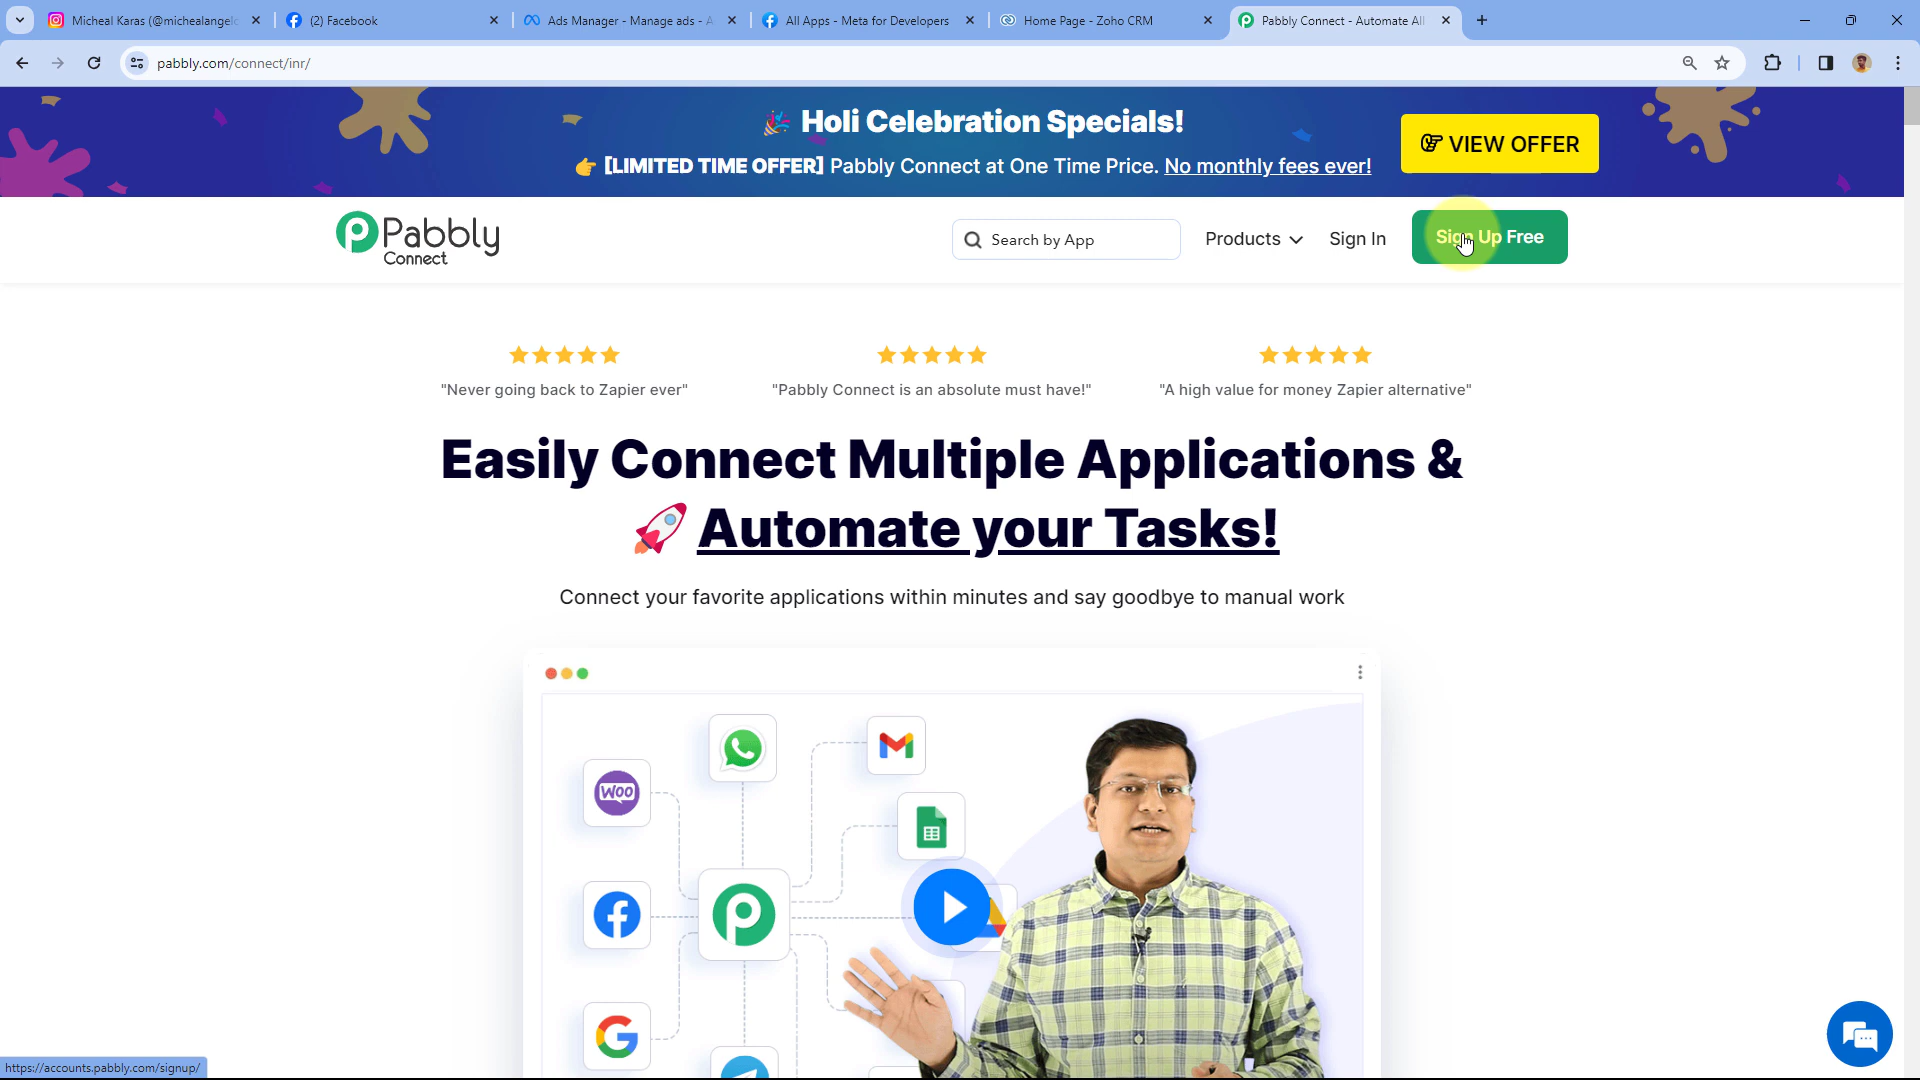 Micheal Karas (@michealangelo
(2) Facebook
Ads Manager - Manage ads - A
All Apps - Meta for Developers
Home Page - Zoho CRM
Pabbly Connect - Automate All
pabbly.com/connect/inr/
Holi Celebration Specials!
[LIMITED TIME OFFER] Pabbly Connect at One Time Price. No monthly fees ever!
VIEW OFFER
Pabbly
Connect
Search by App
Products
Sign In
Sign Up Free
"Never going back to Zapier ever"
"Pabbly Connect is an absolute must have!"
"A high value for money Zapier alternative"
Easily Connect Multiple Applications &
Automate your Tasks!
Connect your favorite applications within minutes and say goodbye to manual work
Woo
https://accounts.pabbly.com/signup/